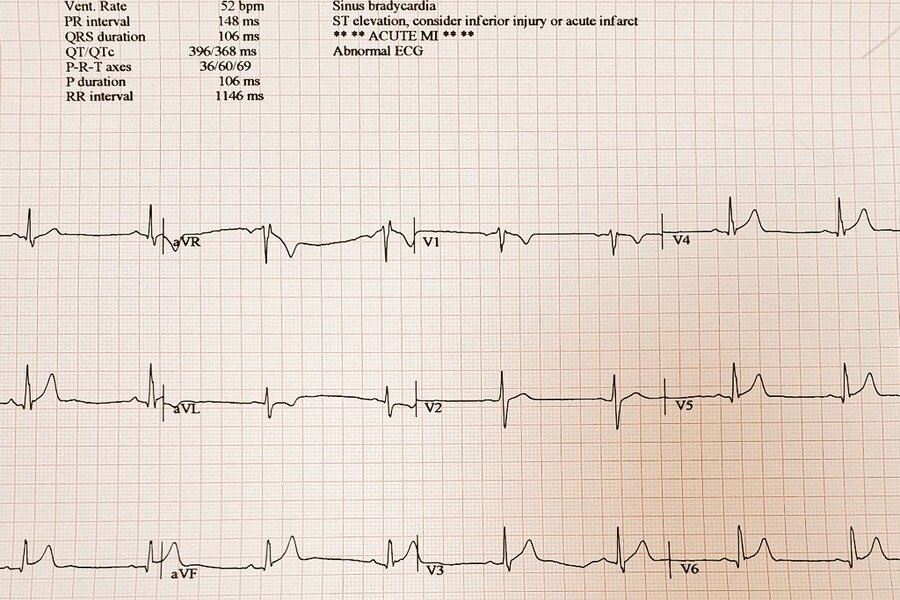 Vent. Rate 52 bpm
PR interval 148 ms
QRS duration 106 ms
QT/QTc 396/368 ms
P-R-T axes 36/60/69
P duration 106 ms
RR interval 1146 ms
Sinus bradycardia
ST elevation, consider inferior injury or acute infarct
** ** ACUTE MI ** **
Abnormal ECG
aVR V1 V4
aVL V2 V5
aVF V3 V6